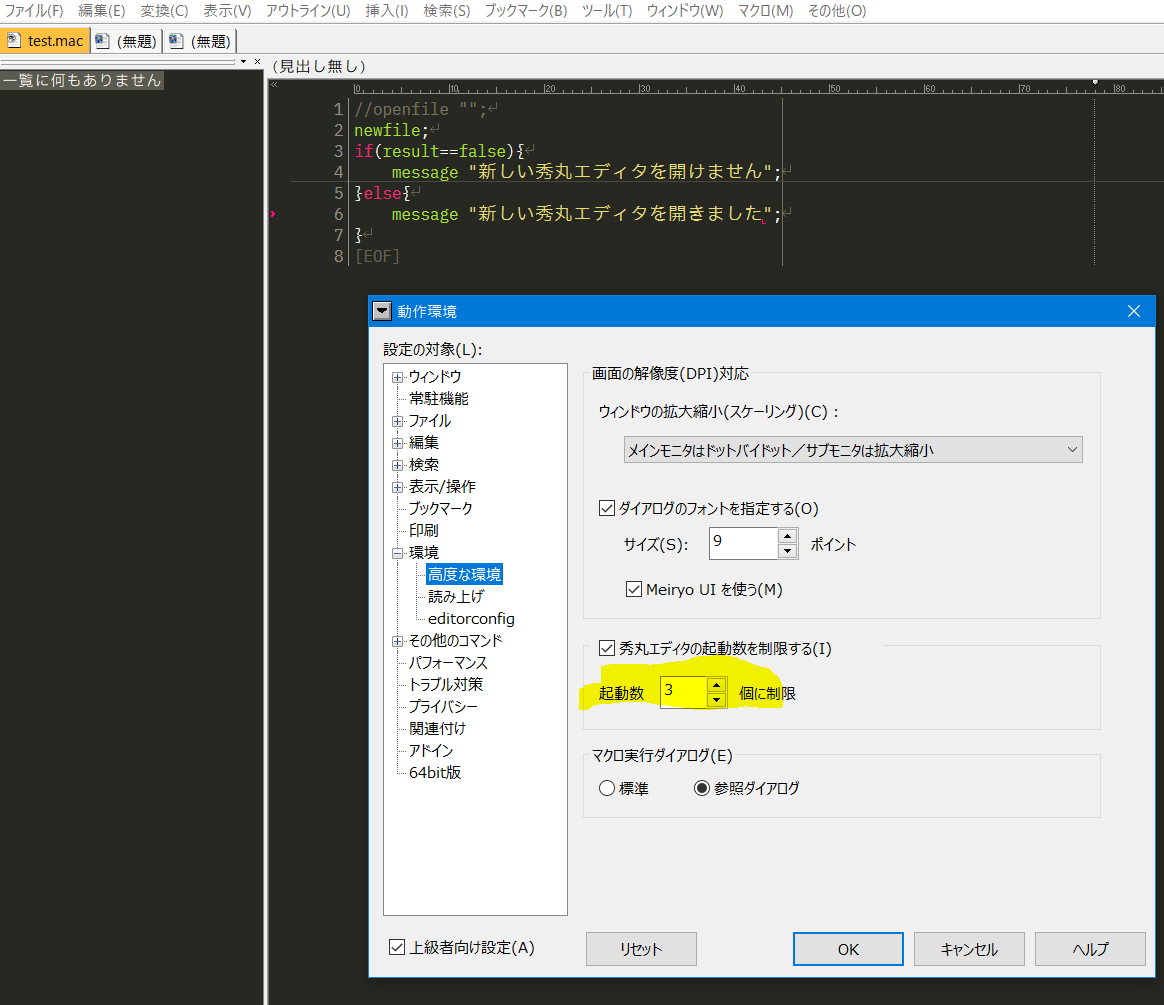 ファイル(F) 編集(E) 変換(C) 表示(V) アウトライン(U) 挿入(I) 検索(S) ブックマーク(B) ツール(T) ウィンドウ(W) マクロ(M) その他(O)
test.mac (無題) (無題)
一覧に何もありません
(見出し無し)
0 10 20 30 40 50 60 70 80
1 //openfile "";↵
2 newfile;↵
3 if(result==false){↵
4 message "新しい秀丸エディタを開けません";↵
5 }else{↵
6 message "新しい秀丸エディタを開きました";↵
7 }↵
8 [EOF]
動作環境
設定の対象(L):
ウィンドウ
常駐機能
ファイル
編集
検索
表示/操作
ブックマーク
印刷
環境
高度な環境
読み上げ
editorconfig
その他のコマンド
パフォーマンス
トラブル対策
プライバシー
関連付け
アドイン
64bit版
画面の解像度(DPI)対応
ウィンドウの拡大縮小(スケーリング)(C) :
メインモニタはドットバイドット／サブモニタは拡大縮小
ダイアログのフォントを指定する(O)
サイズ(S): 9 ポイント
Meiryo UI を使う(M)
秀丸エディタの起動数を制限する(I)
起動数 3 個に制限
マクロ実行ダイアログ(E)
標準 参照ダイアログ
上級者向け設定(A) リセット OK キャンセル ヘルプ